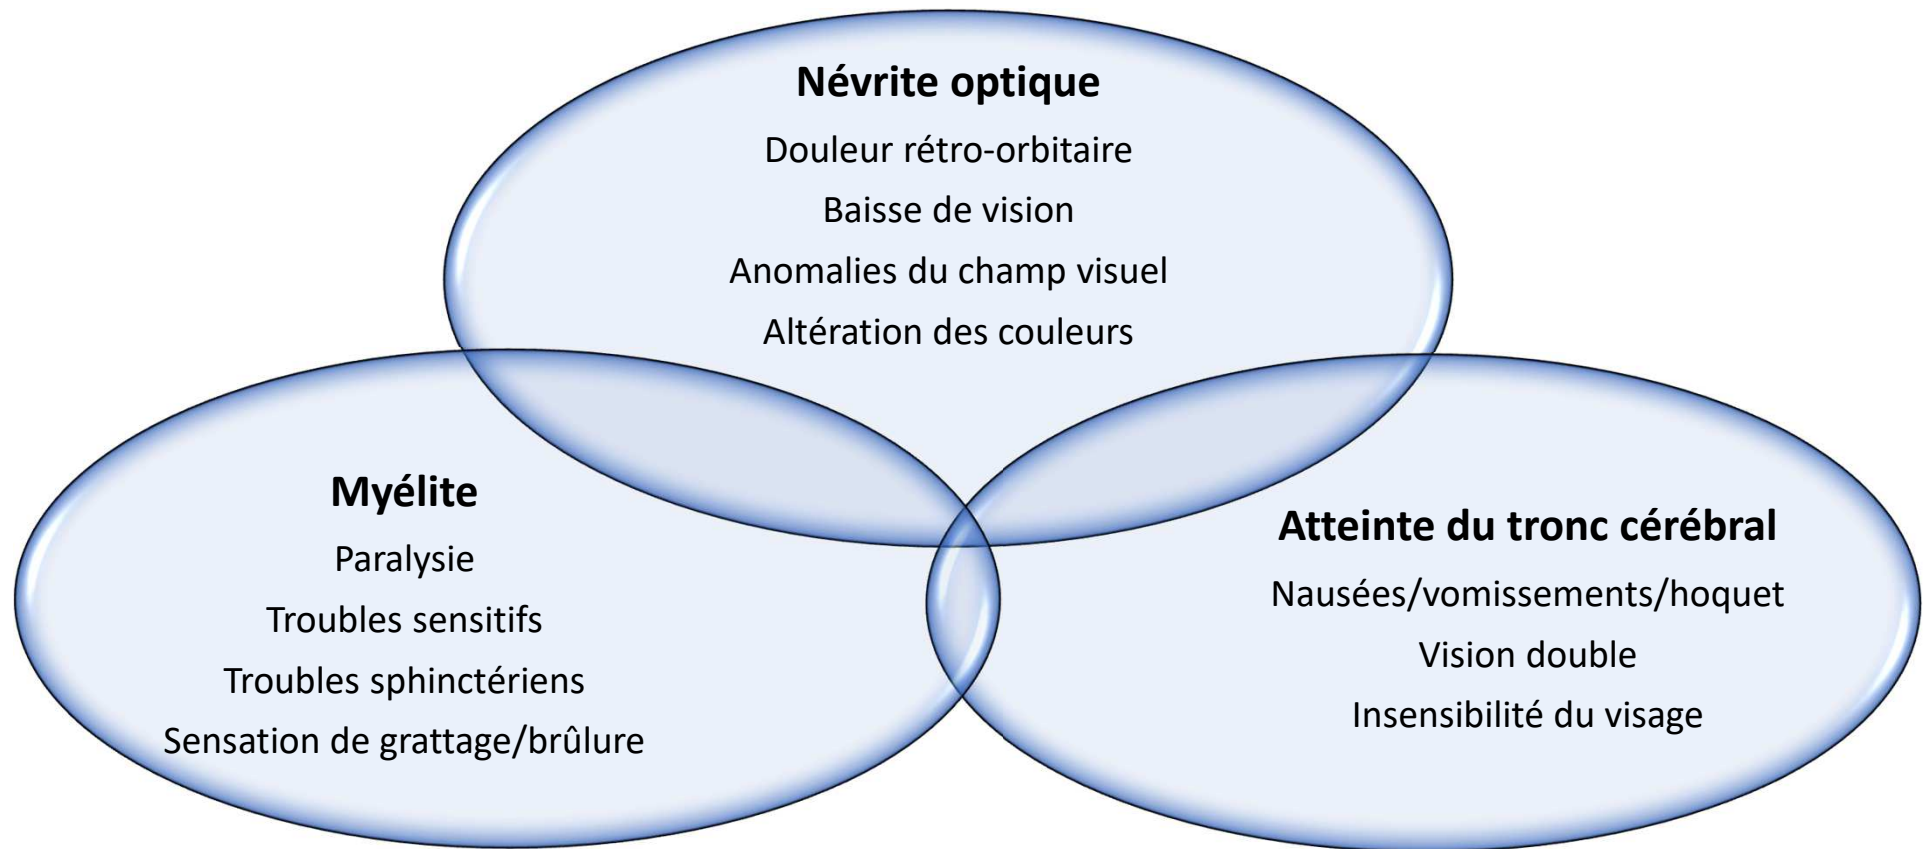 Névrite optique
Douleur rétro-orbitaire
Baisse de vision
Anomalies du champ visuel
Altération des couleurs
Myélite
Paralysie
Troubles sensitifs
Troubles sphinctériens
Sensation de grattage/brûlure
Atteinte du tronc cérébral
Nausées/vomissements/hoquet
Vision double
Insensibilité du visage